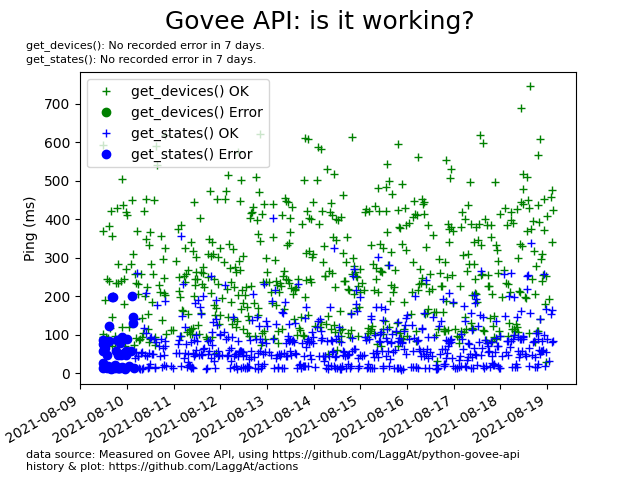 Govee API: is it working?
get_devices(): No recorded error in 7 days.
get_states(): No recorded error in 7 days.
get_devices() OK
get_devices() Error
get_states() OK
get_states() Error
Ping (ms)
700
600
500
400
300
200
100
0
2021-08-09
2021-08-10
2021-08-11
2021-08-12
2021-08-13
2021-08-14
2021-08-15
2021-08-16
2021-08-17
2021-08-18
2021-08-19
data source: Measured on Govee API, using https://github.com/LaggAt/python-govee-api
history & plot: https://github.com/LaggAt/actions